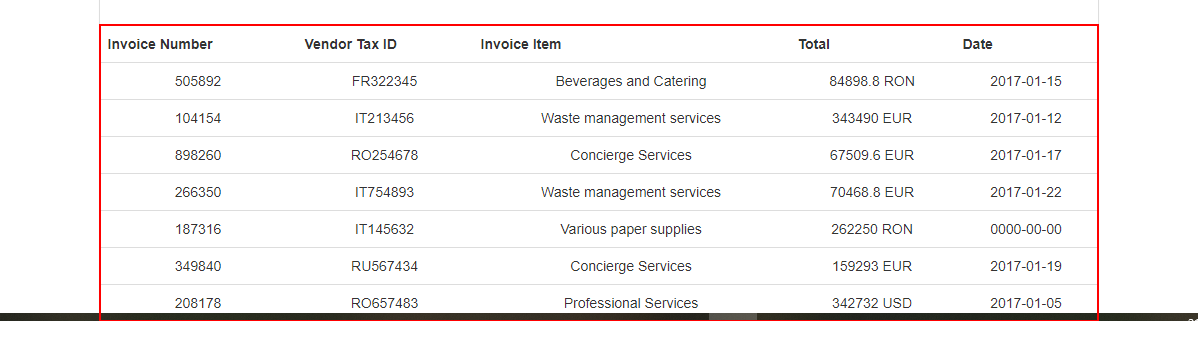 Invoice Number Vendor Tax ID Invoice Item Total Date
505892 FR322345 Beverages and Catering 84898.8 RON 2017-01-15
104154 IT213456 Waste management services 343490 EUR 2017-01-12
898260 RO254678 Concierge Services 67509.6 EUR 2017-01-17
266350 IT754893 Waste management services 70468.8 EUR 2017-01-22
187316 IT145632 Various paper supplies 262250 RON 0000-00-00
349840 RU567434 Concierge Services 159293 EUR 2017-01-19
208178 RO657483 Professional Services 342732 USD 2017-01-05